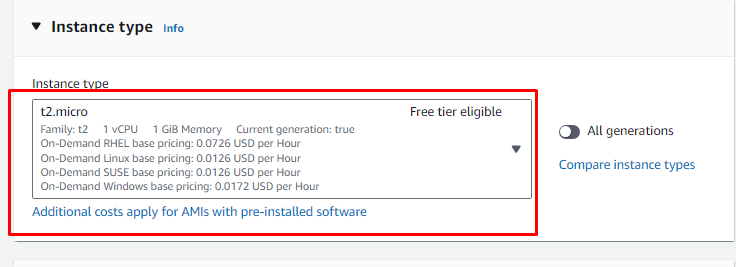 Instance type Info
Instance type
t2.micro Free tier eligible
Family: t2 1 vCPU 1 GiB Memory Current generation: true
On-Demand RHEL base pricing: 0.0726 USD per Hour
On-Demand Linux base pricing: 0.0126 USD per Hour
On-Demand SUSE base pricing: 0.0126 USD per Hour
On-Demand Windows base pricing: 0.0172 USD per Hour
Additional costs apply for AMIs with pre-installed software
All generations
Compare instance types